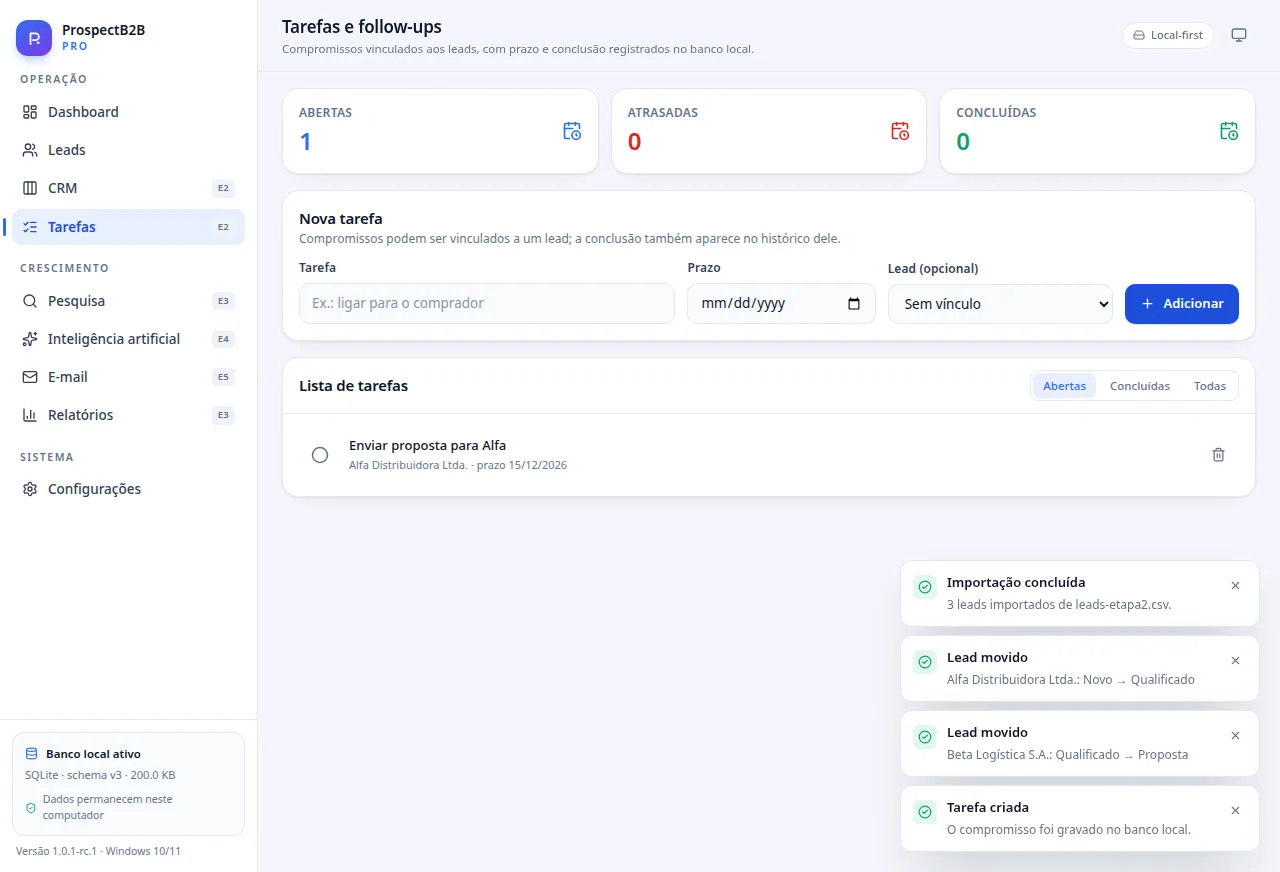 ProspectB2B
PRO
OPERAÇÃO
Dashboard
Leads
CRM E2
Tarefas E2
CRESCIMENTO
Pesquisa E3
Inteligência artificial E4
E-mail E5
Relatórios E3
SISTEMA
Configurações
Banco local ativo
SQLite · schema v3 · 200.0 KB
Dados permanecem neste
computador
Versão 1.0.1-rc.1 · Windows 10/11
Tarefas e follow-ups
Compromissos vinculados aos leads, com prazo e conclusão registrados no banco local.
Local-first
ABERTAS
1
ATRASADAS
0
CONCLUÍDAS
0
Nova tarefa
Compromissos podem ser vinculados a um lead; a conclusão também aparece no histórico dele.
Tarefa
Ex.: ligar para o comprador
Prazo
mm/dd/yyyy
Lead (opcional)
Sem vínculo
Adicionar
Lista de tarefas
Abertas Concluídas Todas
Enviar proposta para Alfa
Alfa Distribuidora Ltda. · prazo 15/12/2026
Importação concluída
3 leads importados de leads-etapa2.csv.
Lead movido
Alfa Distribuidora Ltda.: Novo → Qualificado
Lead movido
Beta Logística S.A.: Qualificado → Proposta
Tarefa criada
O compromisso foi gravado no banco local.